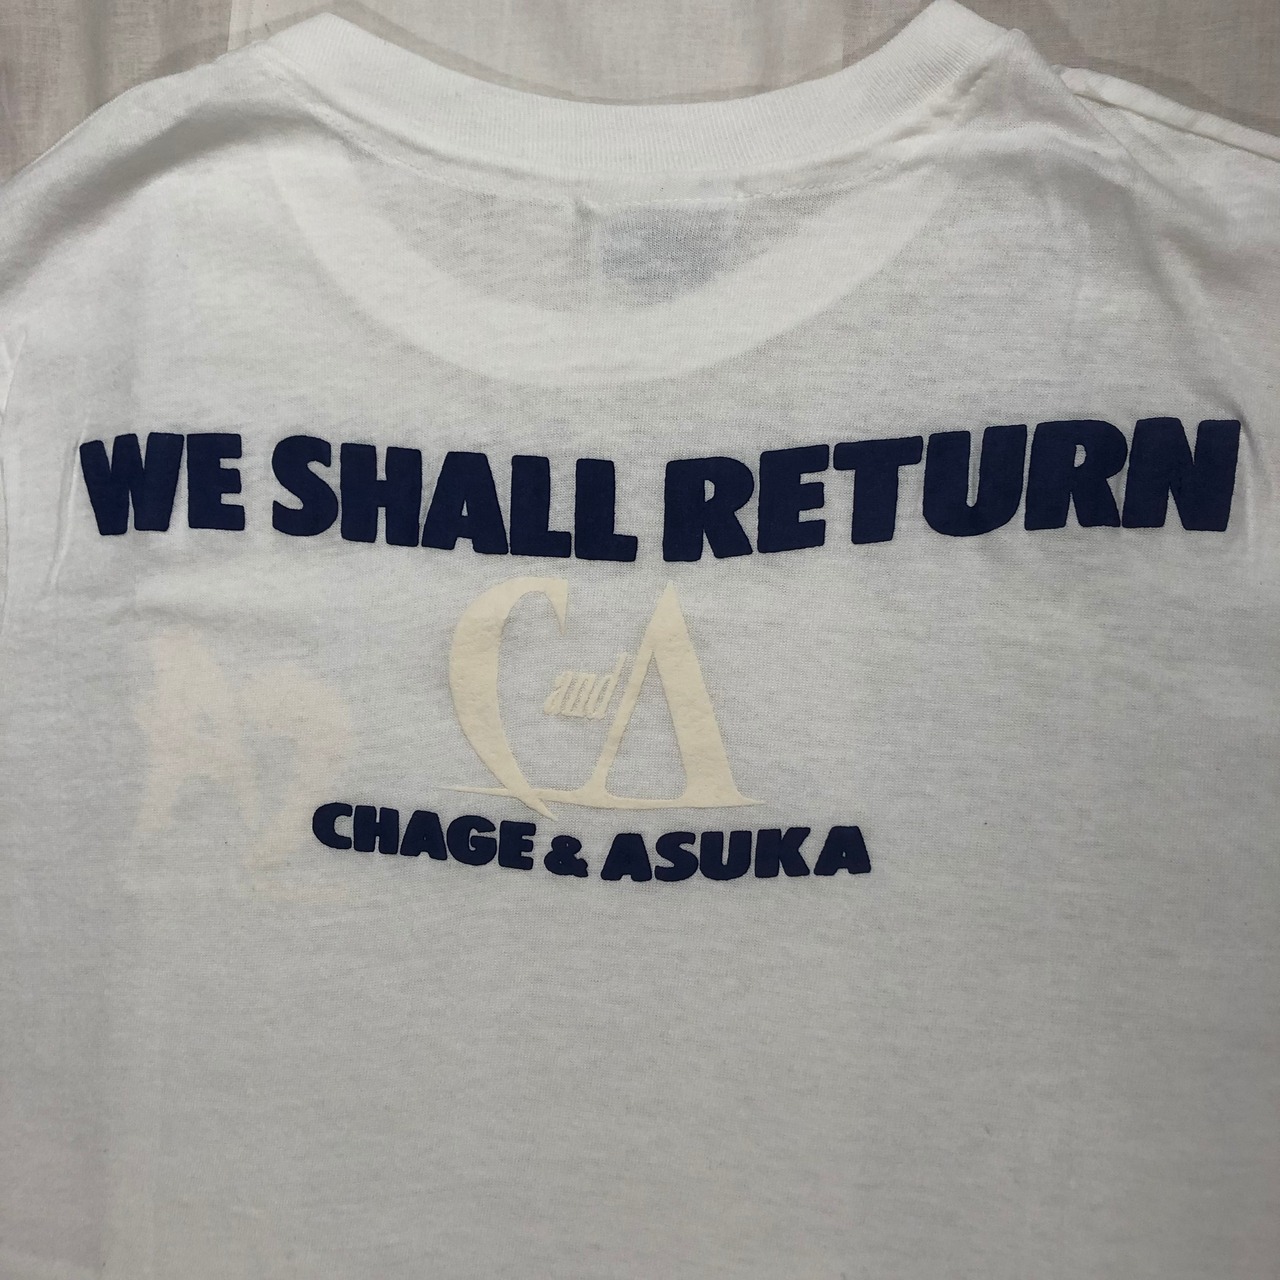 WE SHALL RETURN
C and A
CHAGE & ASUKA